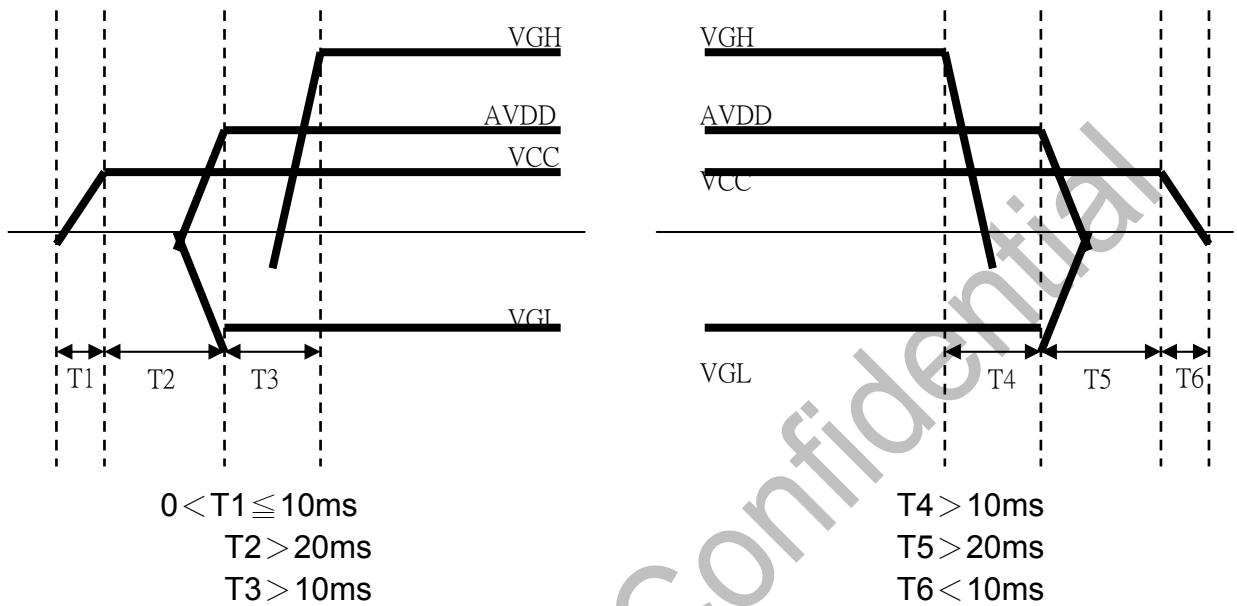 VGH
AVDD
VCC
VGL
T1 T2 T3
0<T1≦10ms
T2>20ms
T3>10ms
VGH
AVDD
VCC
VGL
T4 T5 T6
T4>10ms
T5>20ms
T6<10ms
Confidential